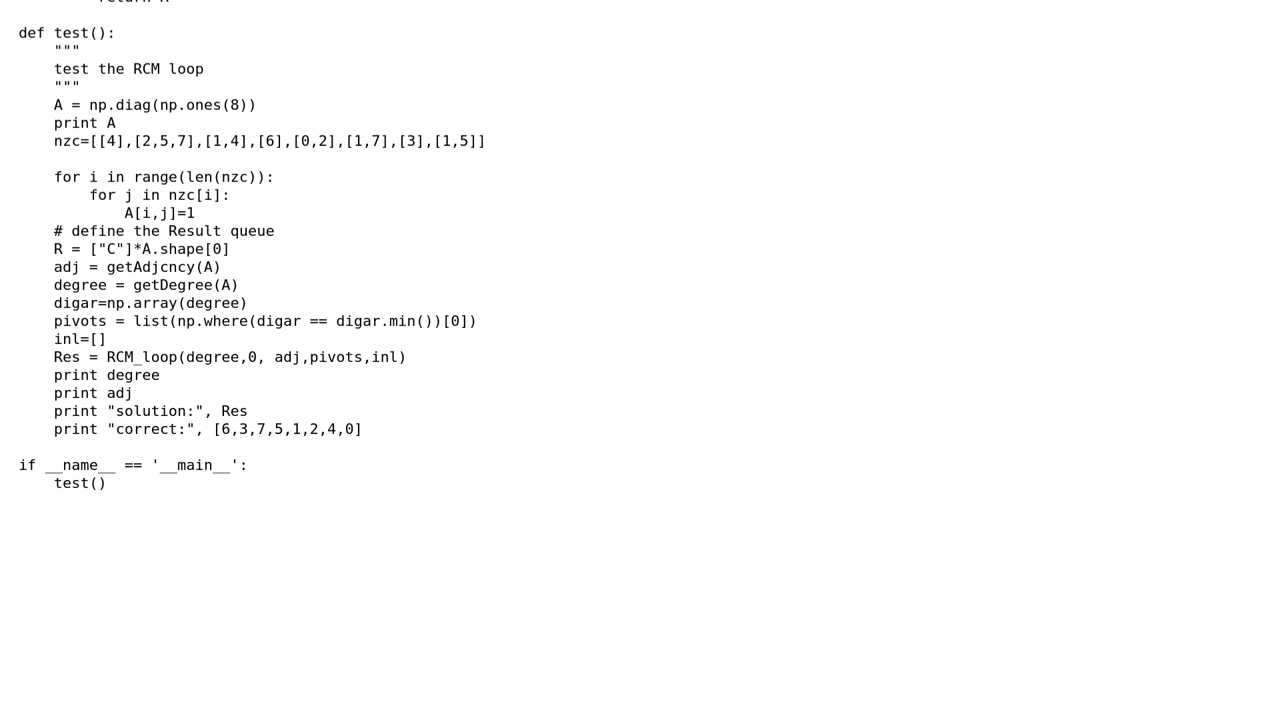 return R
def test():
    """
    test the RCM loop
    """
    A = np.diag(np.ones(8))
    print A
    nzc=[[4],[2,5,7],[1,4],[6],[0,2],[1,7],[3],[1,5]]

    for i in range(len(nzc)):
        for j in nzc[i]:
            A[i,j]=1
    # define the Result queue
    R = ["C"]*A.shape[0]
    adj = getAdjcncy(A)
    degree = getDegree(A)
    digar=np.array(degree)
    pivots = list(np.where(digar == digar.min())[0])
    inl=[]
    Res = RCM_loop(degree,0, adj,pivots,inl)
    print degree
    print adj
    print "solution:", Res
    print "correct:", [6,3,7,5,1,2,4,0]

if __name__ == '__main__':
    test()